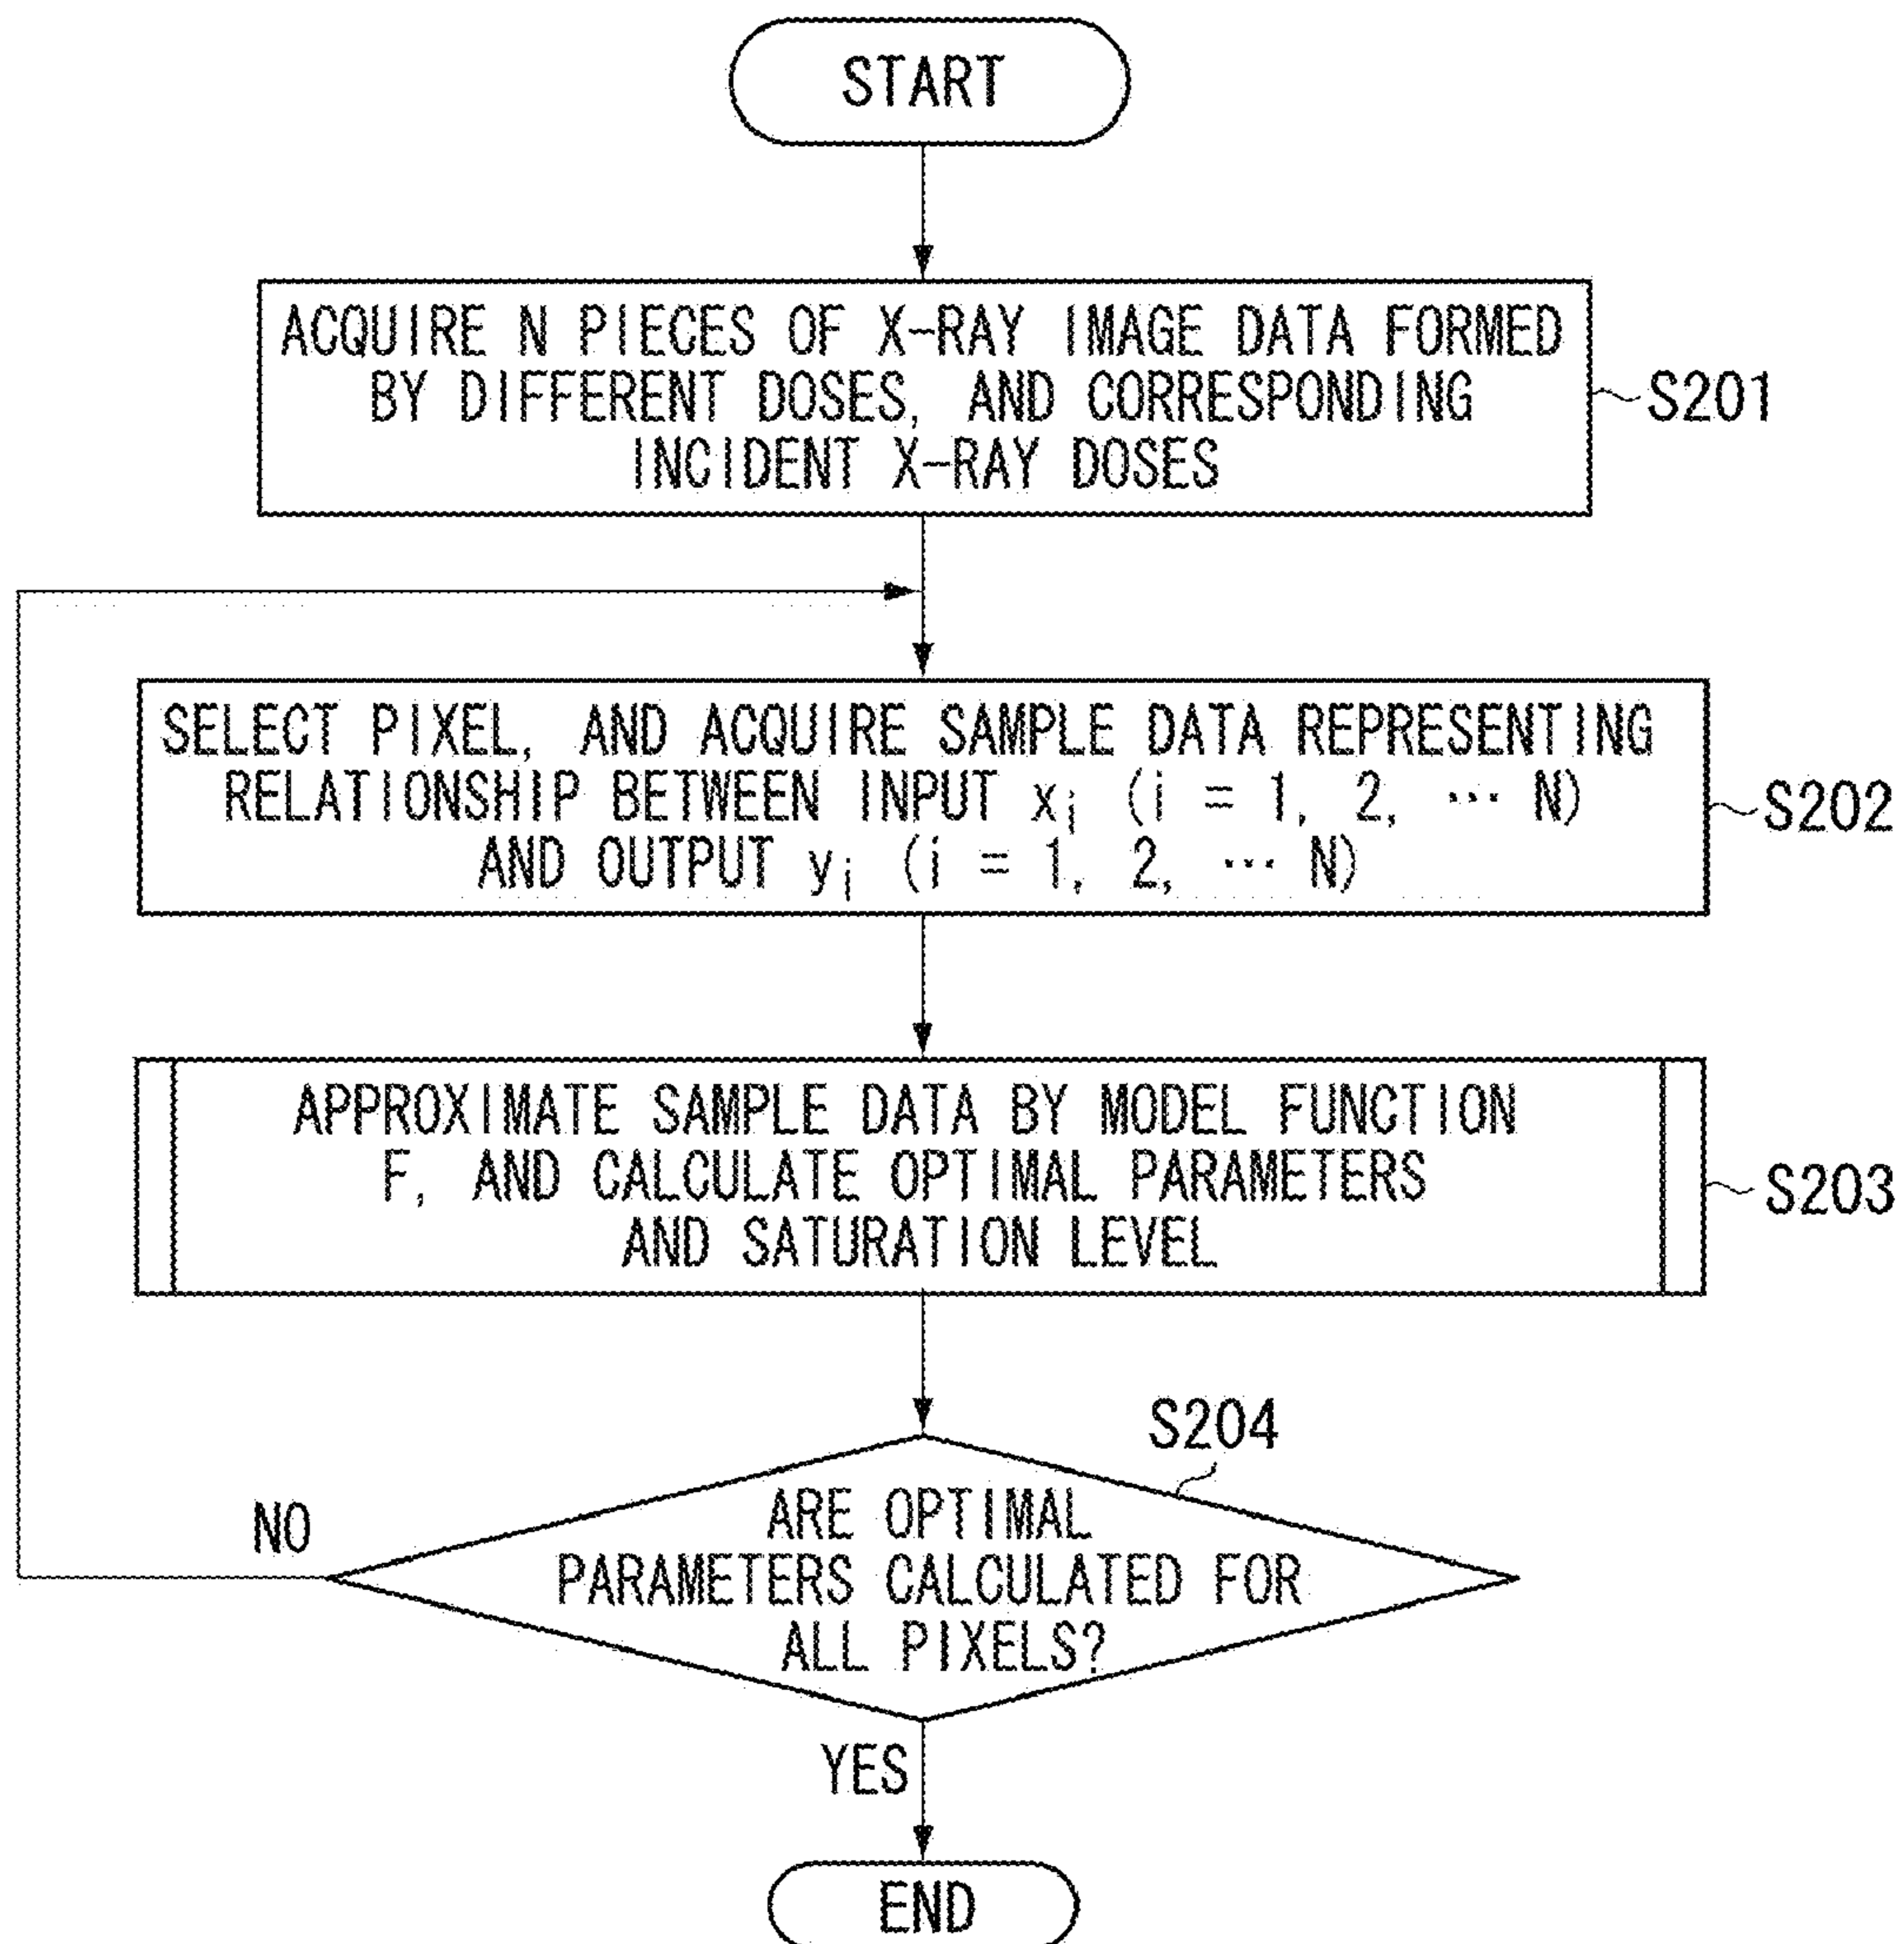 START
ACQUIRE N PIECES OF X-RAY IMAGE DATA FORMED
BY DIFFERENT DOSES, AND CORRESPONDING
INCIDENT X-RAY DOSES
S201
SELECT PIXEL, AND ACQUIRE SAMPLE DATA REPRESENTING
RELATIONSHIP BETWEEN INPUT xᵢ (i = 1, 2, ··· N)
AND OUTPUT yᵢ (i = 1, 2, ··· N)
S202
APPROXIMATE SAMPLE DATA BY MODEL FUNCTION
F, AND CALCULATE OPTIMAL PARAMETERS
AND SATURATION LEVEL
S203
S204
ARE OPTIMAL
PARAMETERS CALCULATED FOR
ALL PIXELS?
NO
YES
END